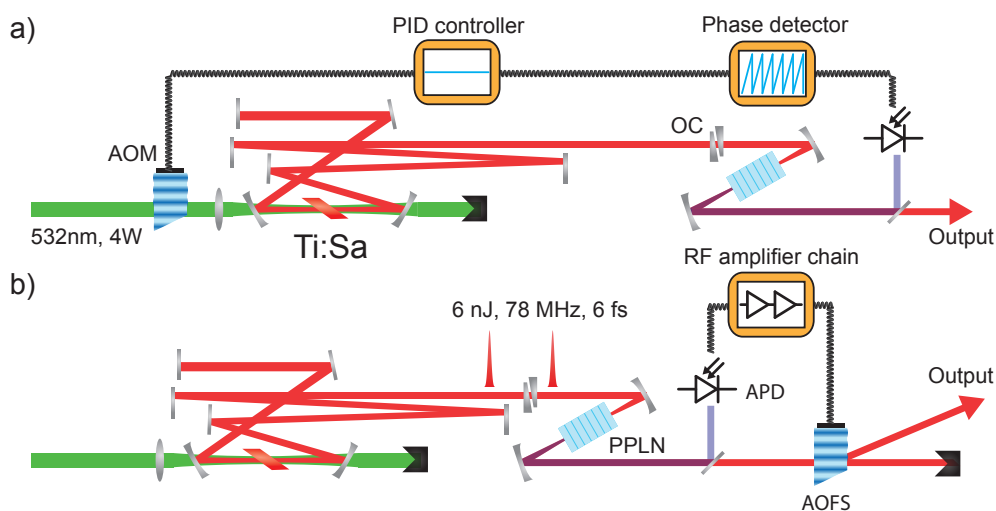 a)
PID controller
Phase detector
AOM
OC
532nm, 4W
Ti:Sa
Output
b)
RF amplifier chain
6 nJ, 78 MHz, 6 fs
Output
APD
PPLN
AOFS